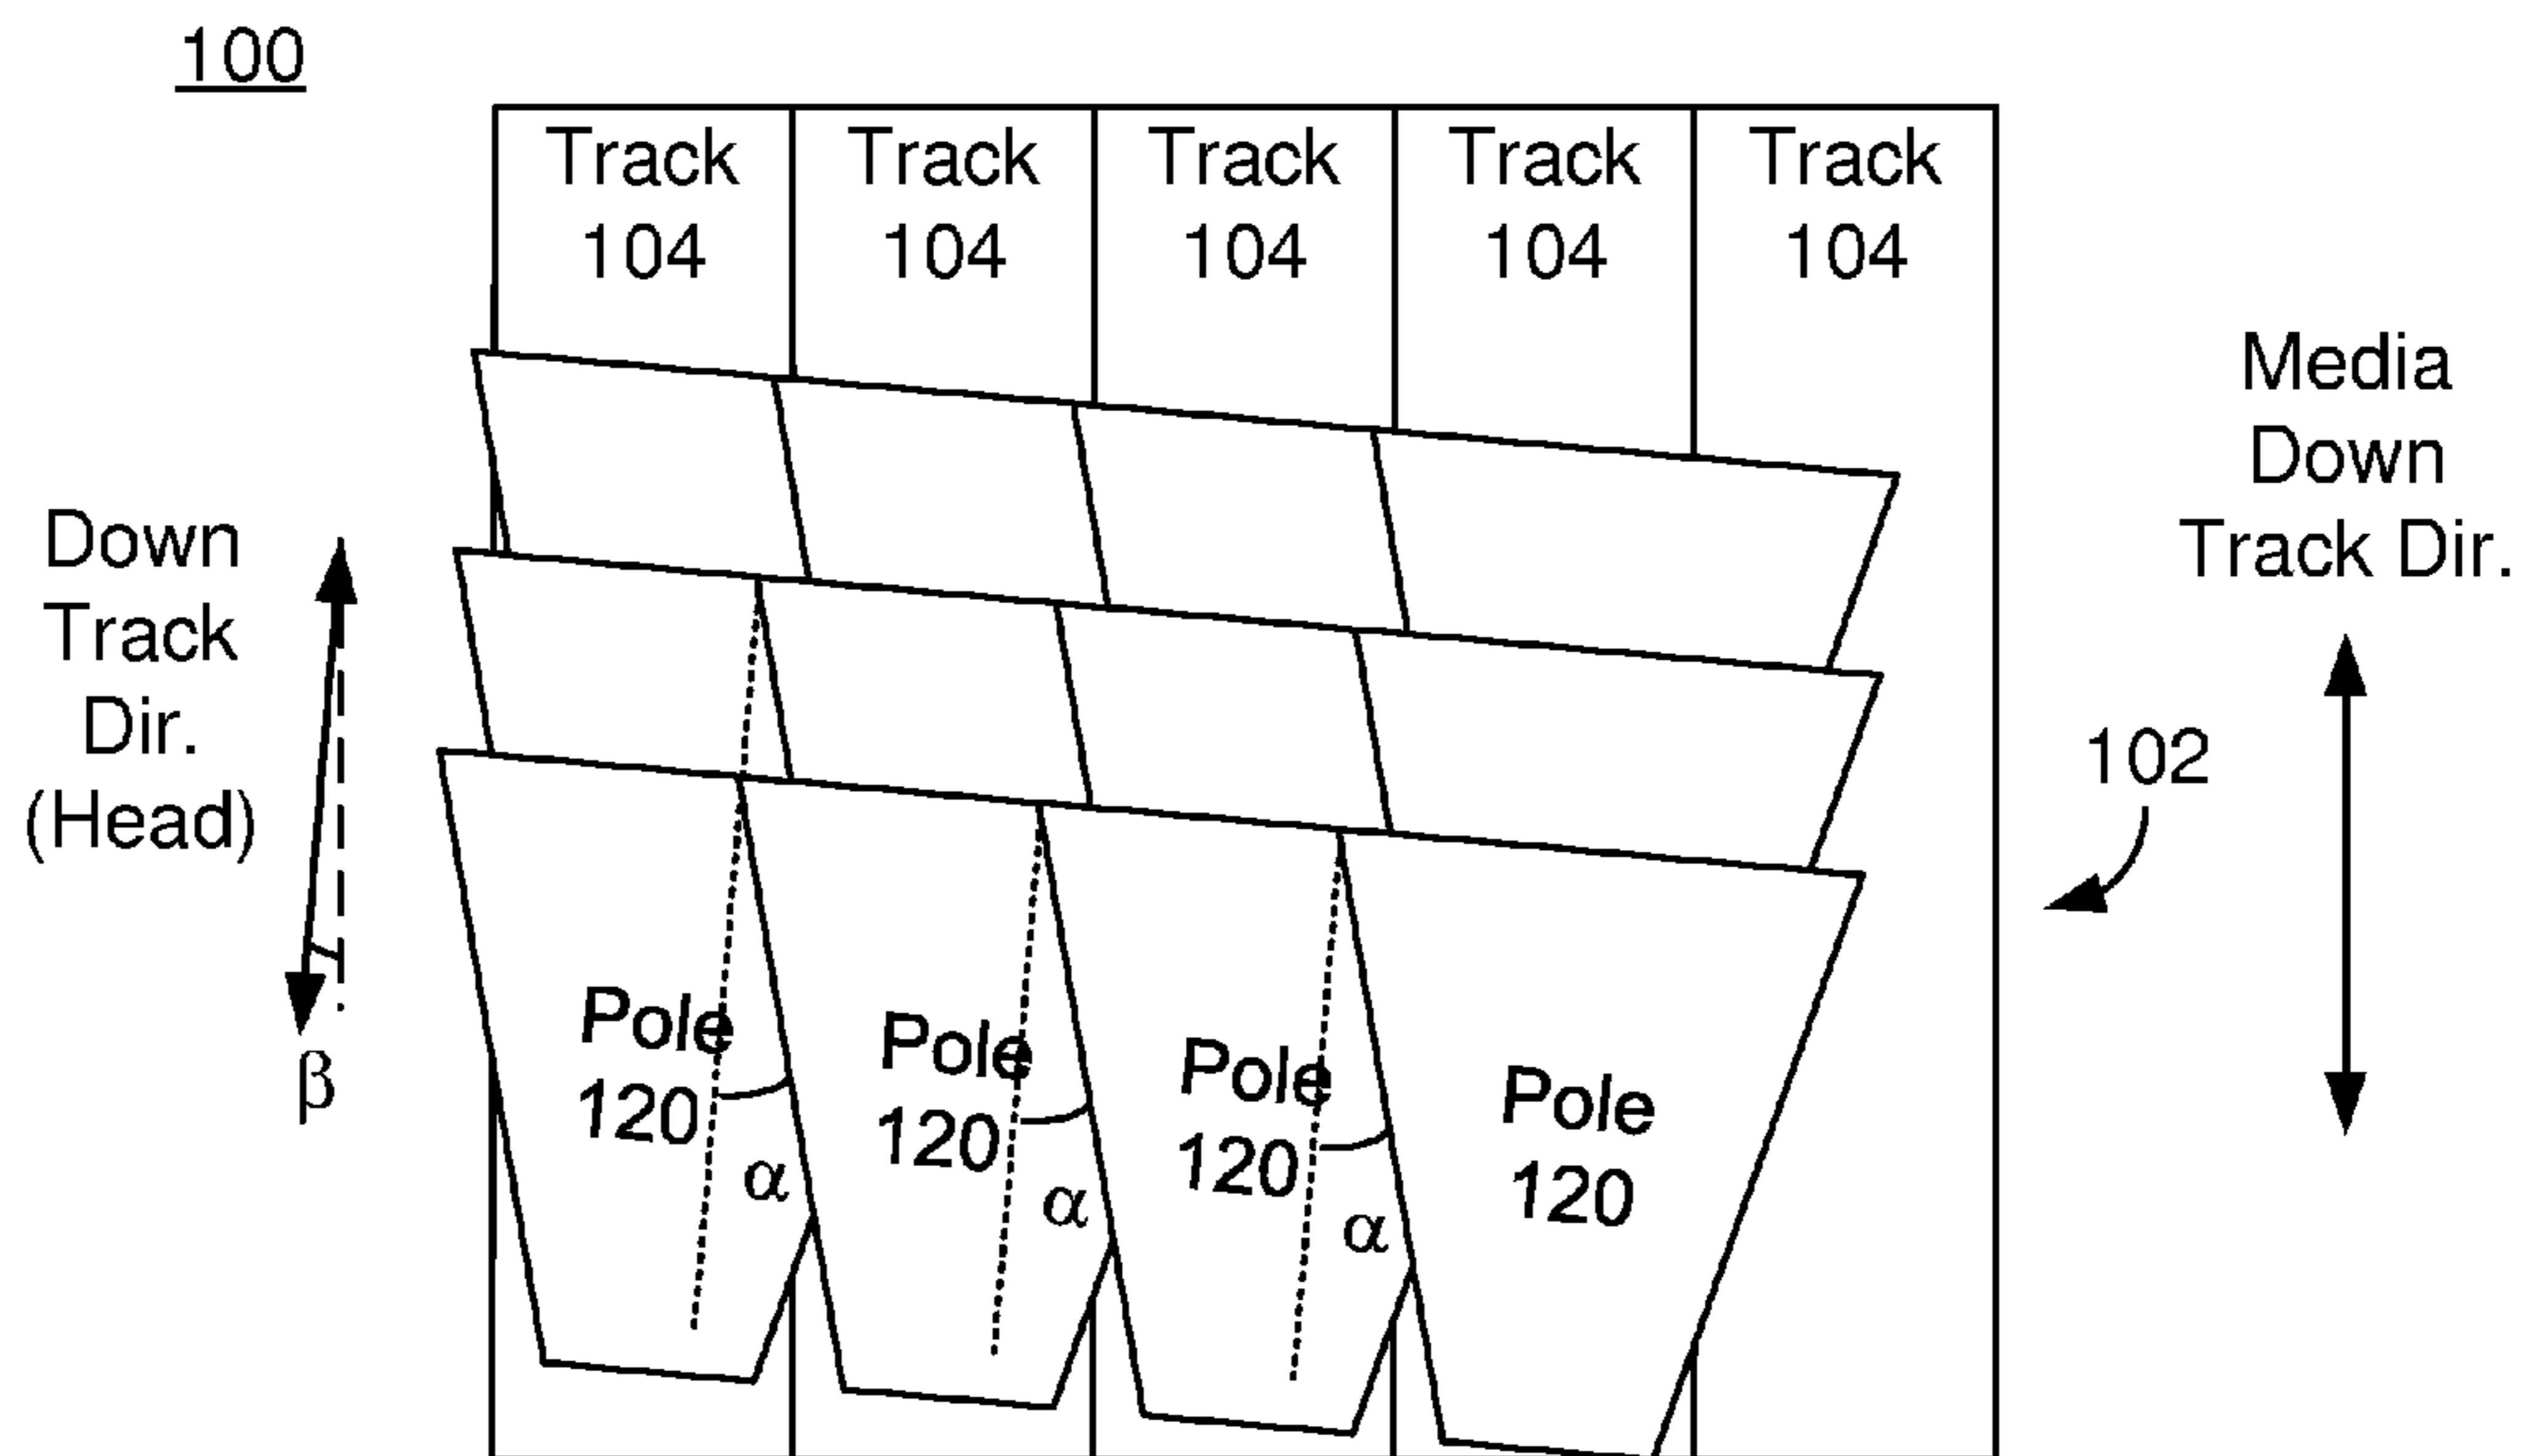 100
Track
104
Track
104
Track
104
Track
104
Track
104
Media
Down
Track Dir.
Down
Track
Dir.
(Head)
β
102
Pole
120
α
Pole
120
α
Pole
120
α
Pole
120